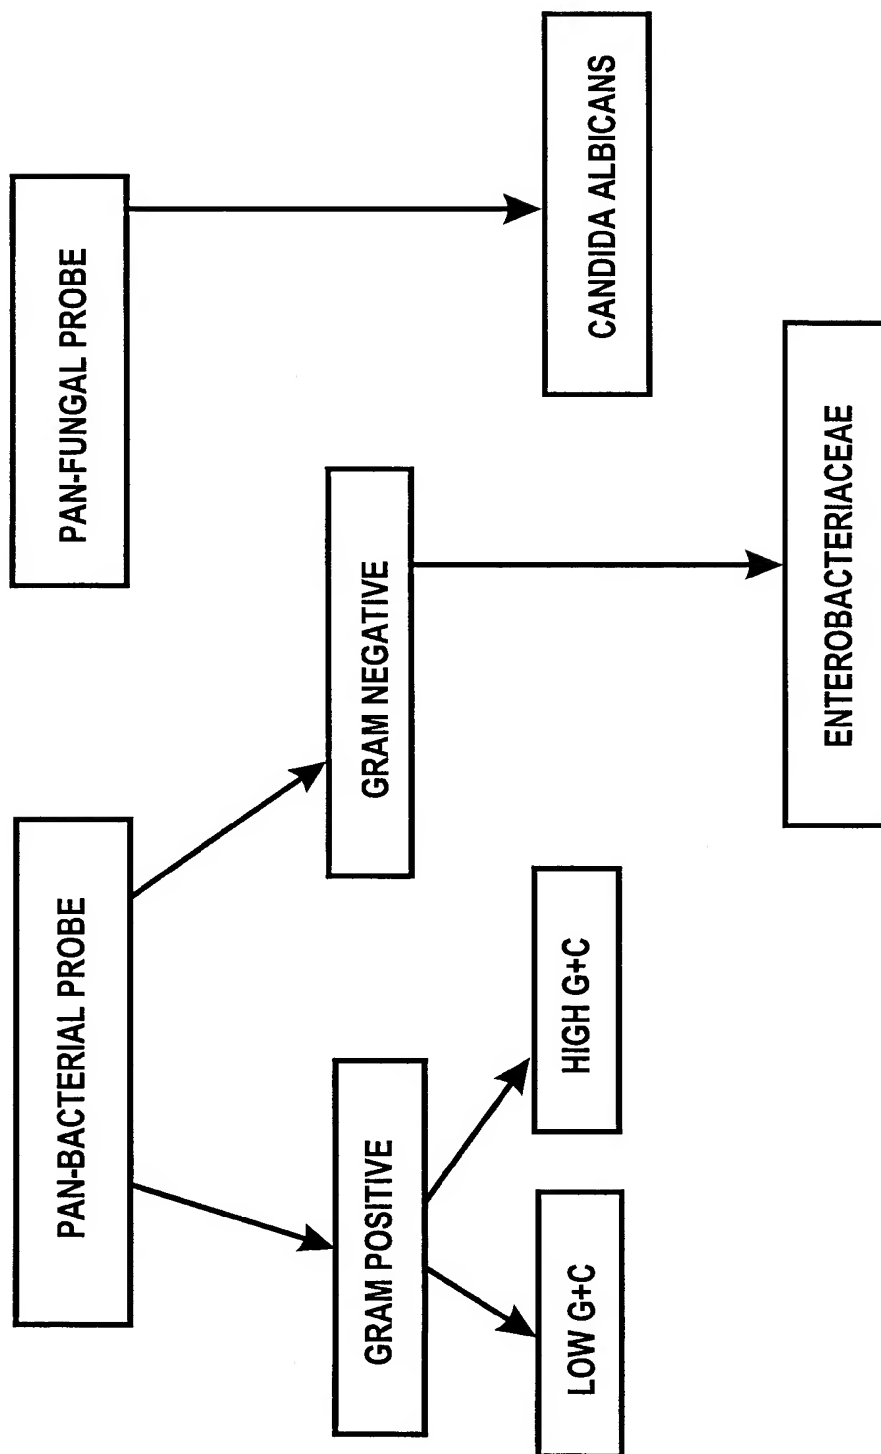 PAN-BACTERIAL PROBE
PAN-FUNGAL PROBE
GRAM POSITIVE
GRAM NEGATIVE
LOW G+C
HIGH G+C
CANDIDA ALBICANS
ENTEROBACTERIACEAE